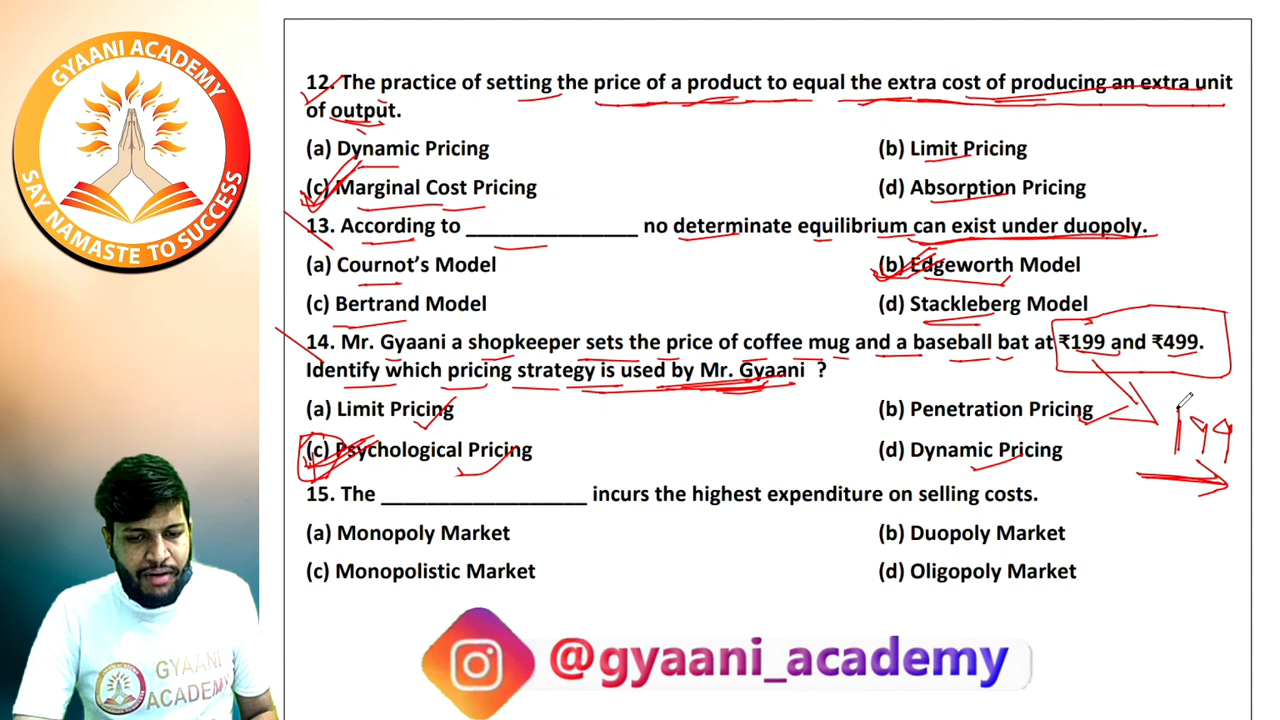 GYAANI ACADEMY
SAY NAMASTE TO SUCCESS
12. The practice of setting the price of a product to equal the extra cost of producing an extra unit
of output.
(a) Dynamic Pricing (b) Limit Pricing
(c) Marginal Cost Pricing (d) Absorption Pricing
13. According to ________________ no determinate equilibrium can exist under duopoly.
(a) Cournot’s Model (b) Edgeworth Model
(c) Bertrand Model (d) Stackleberg Model
14. Mr. Gyaani a shopkeeper sets the price of coffee mug and a baseball bat at ₹199 and ₹499.
Identify which pricing strategy is used by Mr. Gyaani ?
(a) Limit Pricing (b) Penetration Pricing
199
(c) Psychological Pricing (d) Dynamic Pricing
15. The ___________________ incurs the highest expenditure on selling costs.
(a) Monopoly Market (b) Duopoly Market
(c) Monopolistic Market (d) Oligopoly Market
GYAANI
ACADEMY
@gyaani_academy